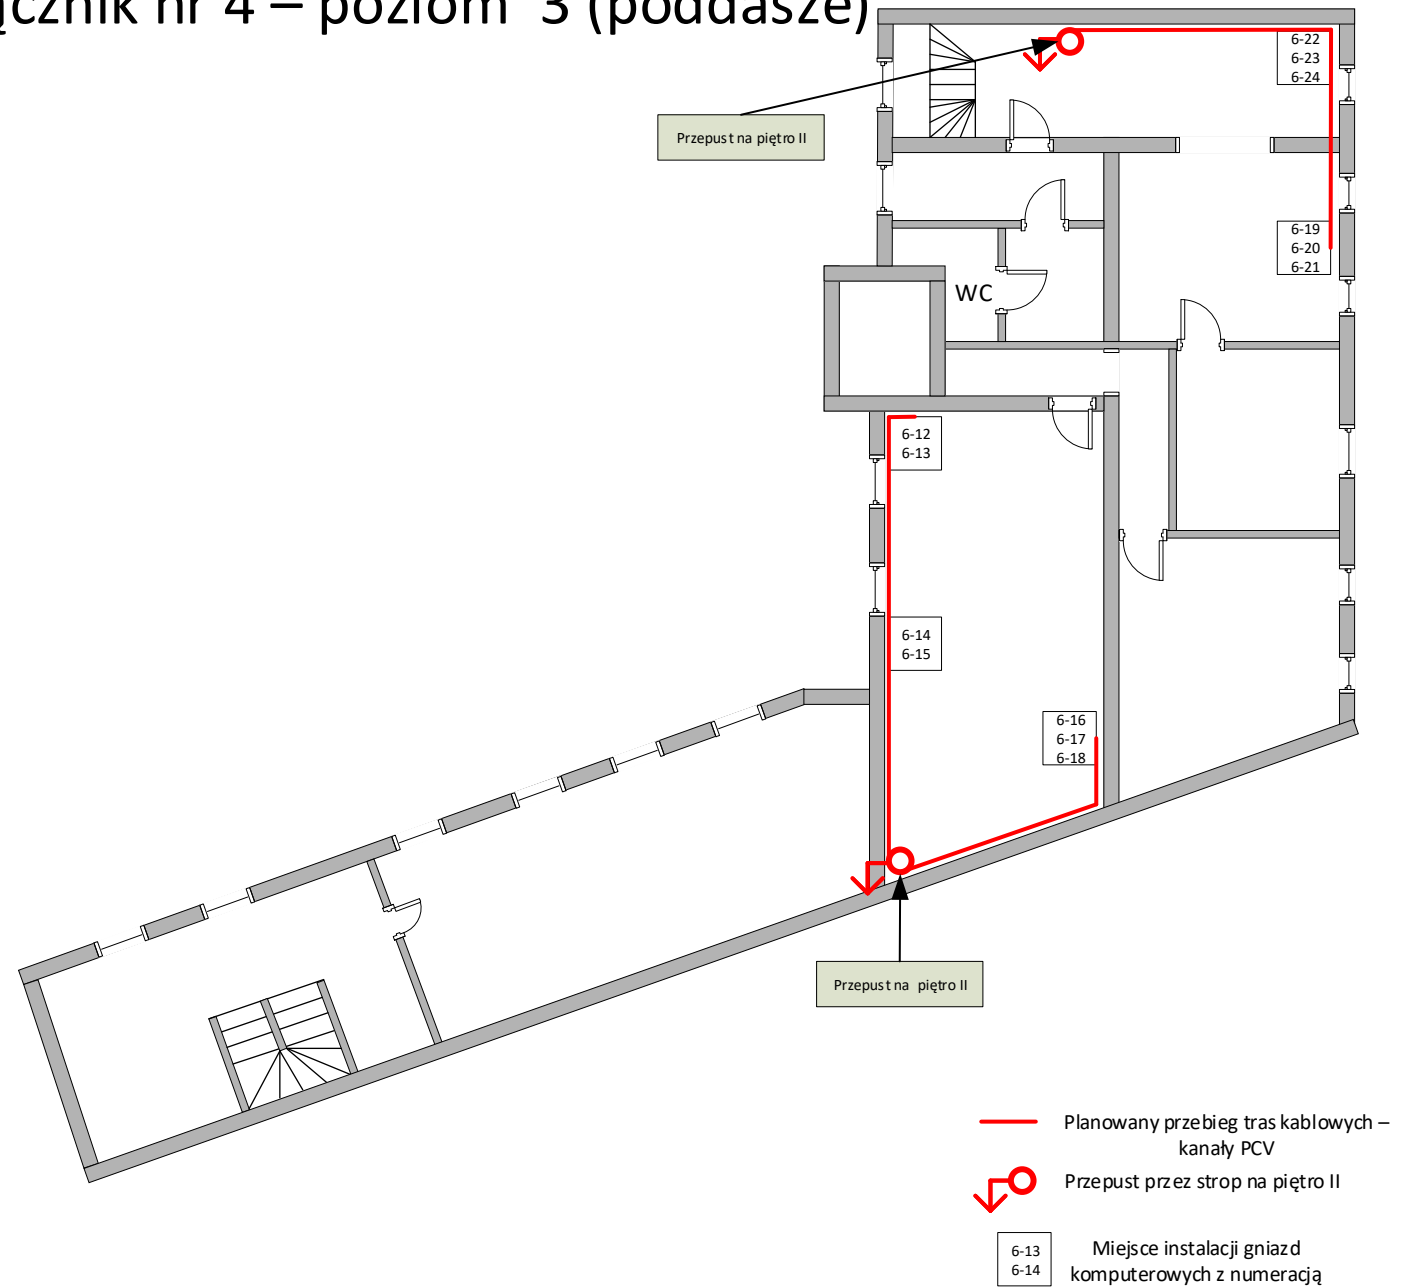 nr 4 – poziom 3 (poddasze)
6-22
6-23
6-24
Przepust na piętro II
6-19
6-20
6-21
WC
6-12
6-13
6-14
6-15
6-16
6-17
6-18
Przepust na piętro II
Planowany przebieg tras kablowych –
kanały PCV
Przepust przez strop na piętro II
6-13
6-14
Miejsce instalacji gniazd
komputerowych z numeracją